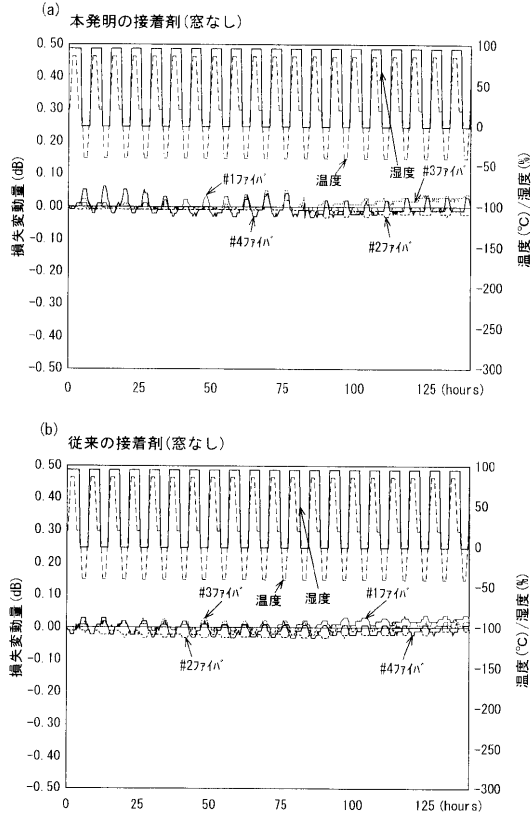 (a)
本発明の接着剤(窓なし)
0.50
0.40
0.30
0.20
0.10
0.00
-0.10
-0.20
-0.30
-0.40
-0.50
損失変動量(dB)
100
50
0
-50
-100
-150
-200
-250
-300
温度(℃)/湿度(%)
#1ファイバ
温度
湿度
#3ファイバ
#4ファイバ
#2ファイバ
0
25
50
75
100
125 (hours)
(b)
従来の接着剤(窓なし)
0.50
0.40
0.30
0.20
0.10
0.00
-0.10
-0.20
-0.30
-0.40
-0.50
損失変動量(dB)
100
50
0
-50
-100
-150
-200
-250
-300
温度(℃)/湿度(%)
#3ファイバ
温度
湿度
#1ファイバ
#2ファイバ
#4ファイバ
0
25
50
75
100
125 (hours)